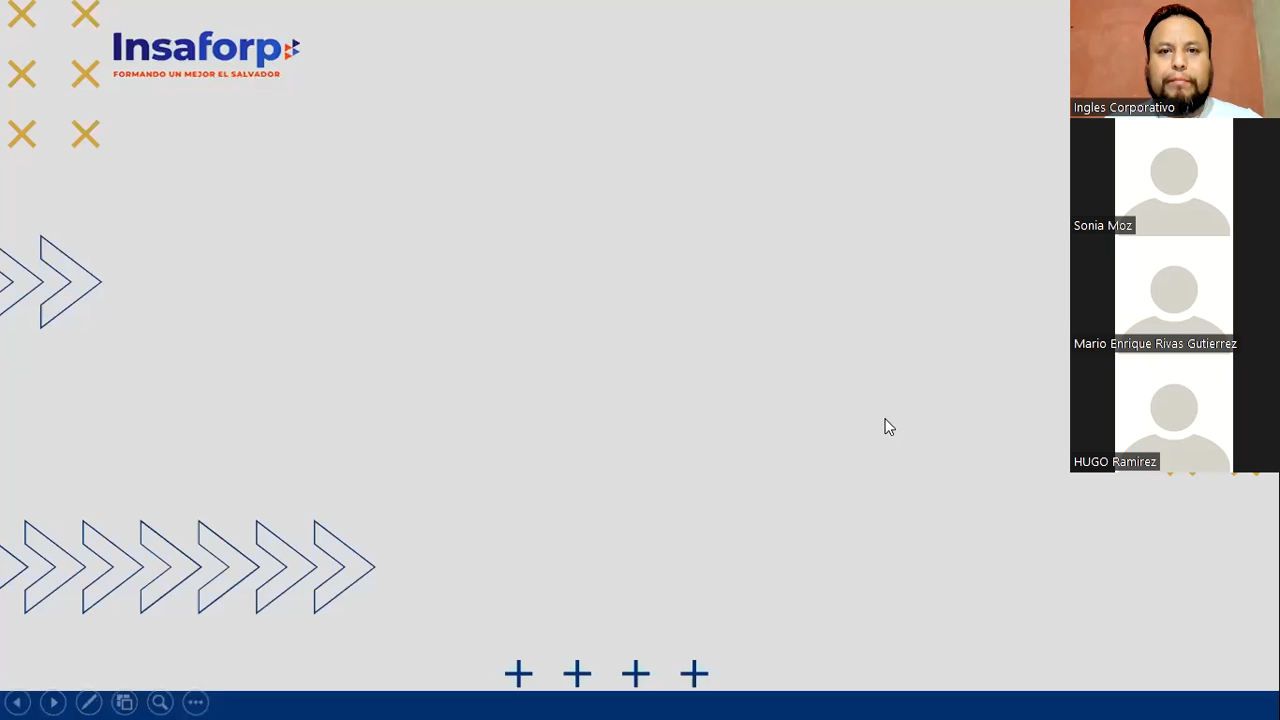 Insaforp
FORMANDO UN MEJOR EL SALVADOR
Ingles Corporativo
Sonia Moz
Mario Enrique Rivas Gutierrez
HUGO Ramirez